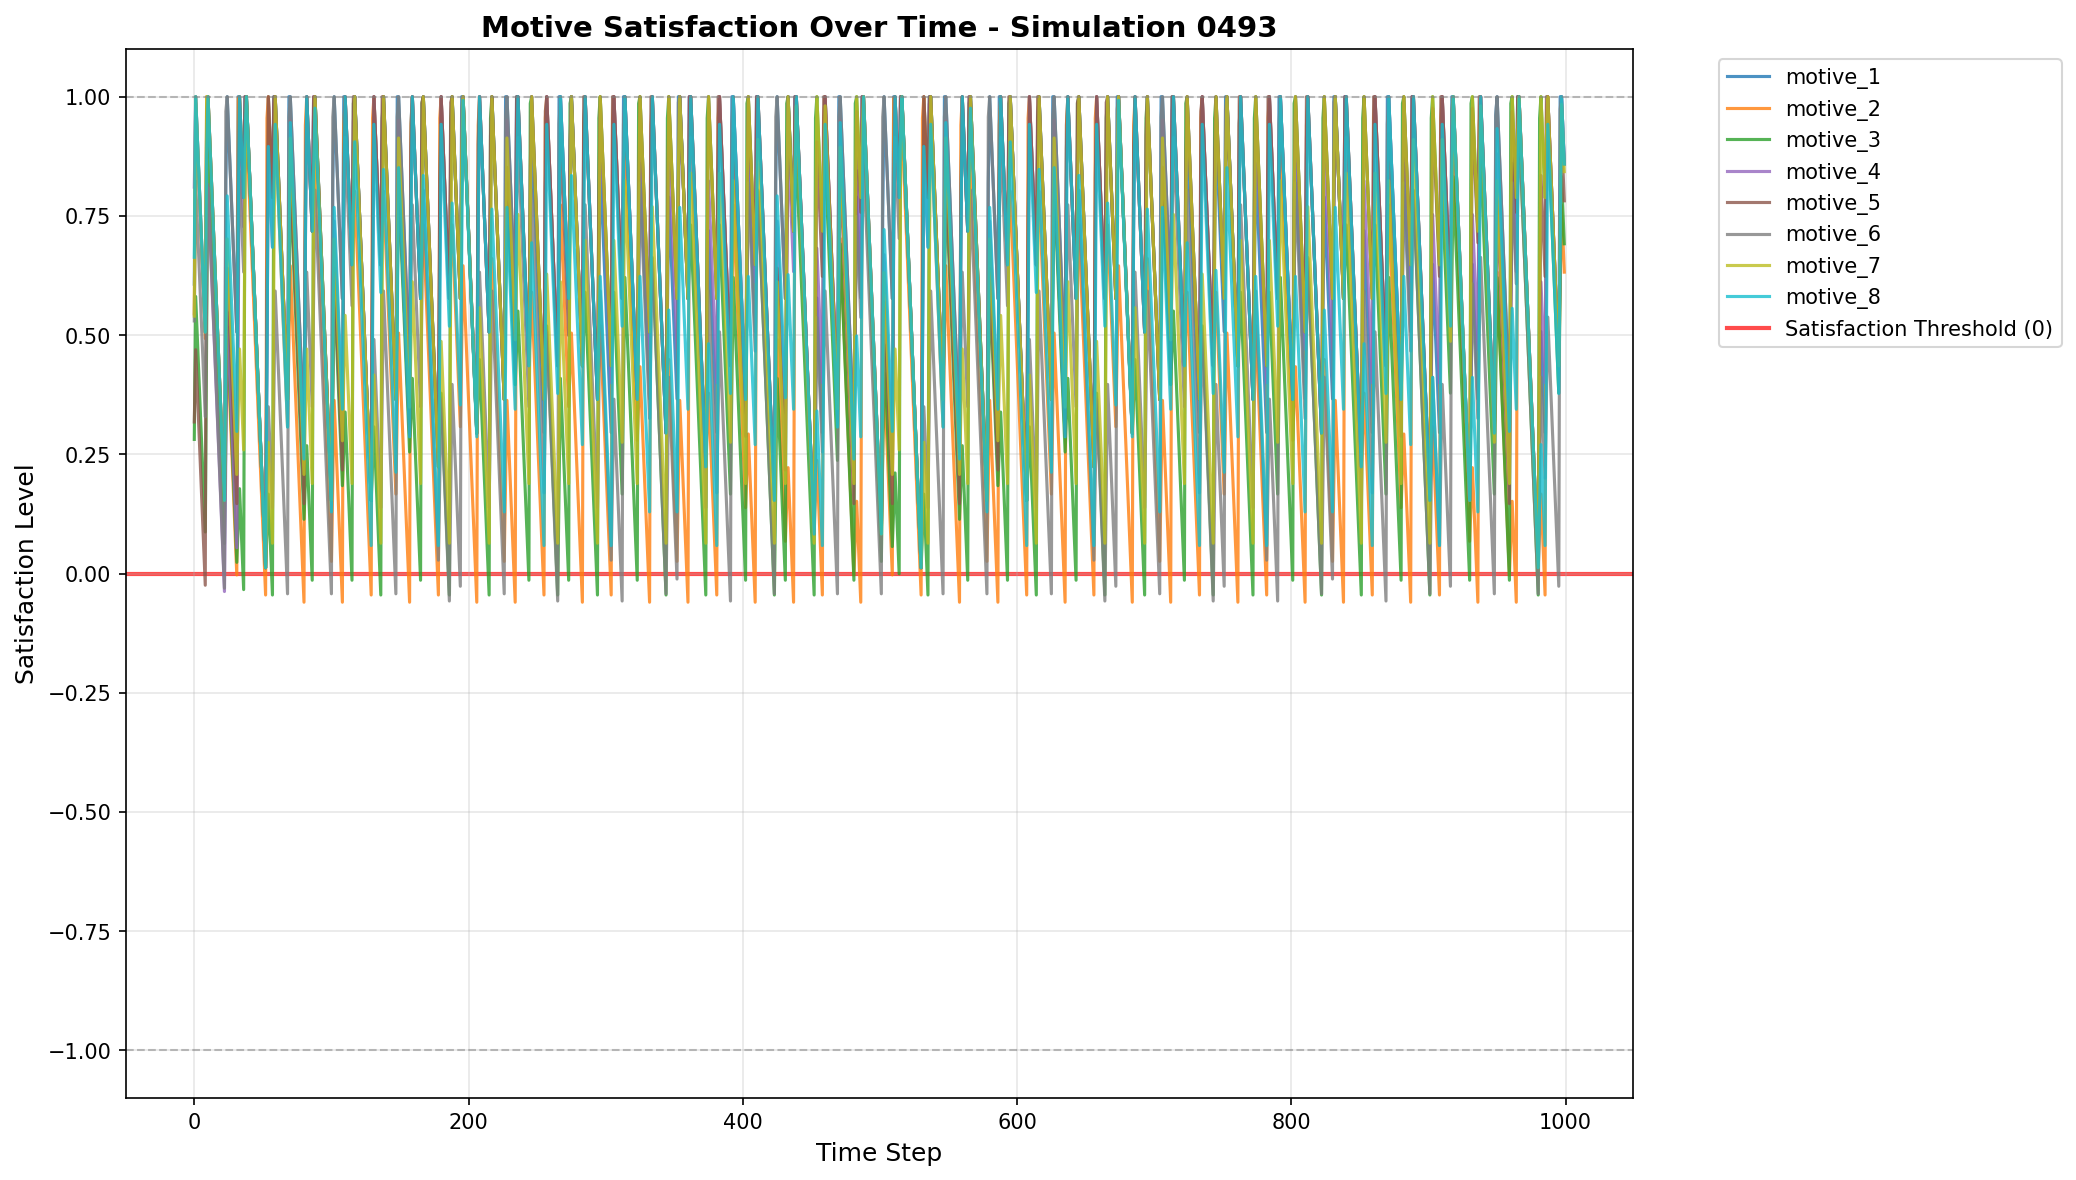 Motive Satisfaction Over Time - Simulation 0493
Satisfaction Level
1.00
0.75
0.50
0.25
0.00
−0.25
−0.50
−0.75
−1.00
0
200
400
600
800
1000
Time Step
motive_1
motive_2
motive_3
motive_4
motive_5
motive_6
motive_7
motive_8
Satisfaction Threshold (0)